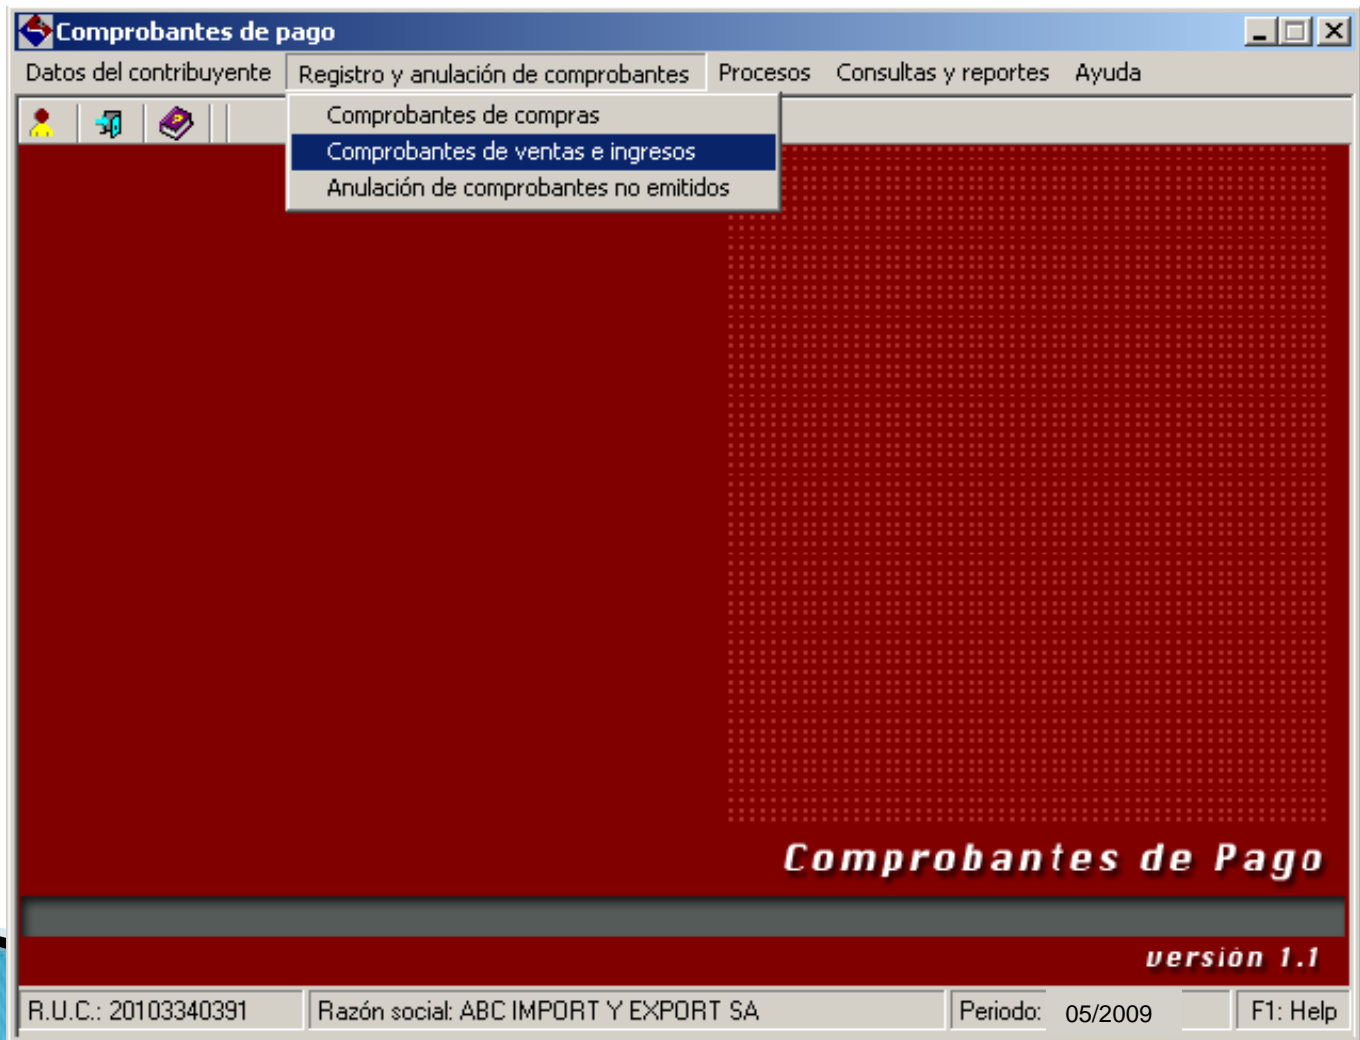 Comprobantes de pago
Datos del contribuyente Registro y anulación de comprobantes Procesos Consultas y reportes Ayuda
Comprobantes de compras
Comprobantes de ventas e ingresos
Anulación de comprobantes no emitidos
Comprobantes de Pago
versión 1.1
R.U.C.: 20103340391 Razón social: ABC IMPORT Y EXPORT SA Periodo: 05/2009 F1: Help